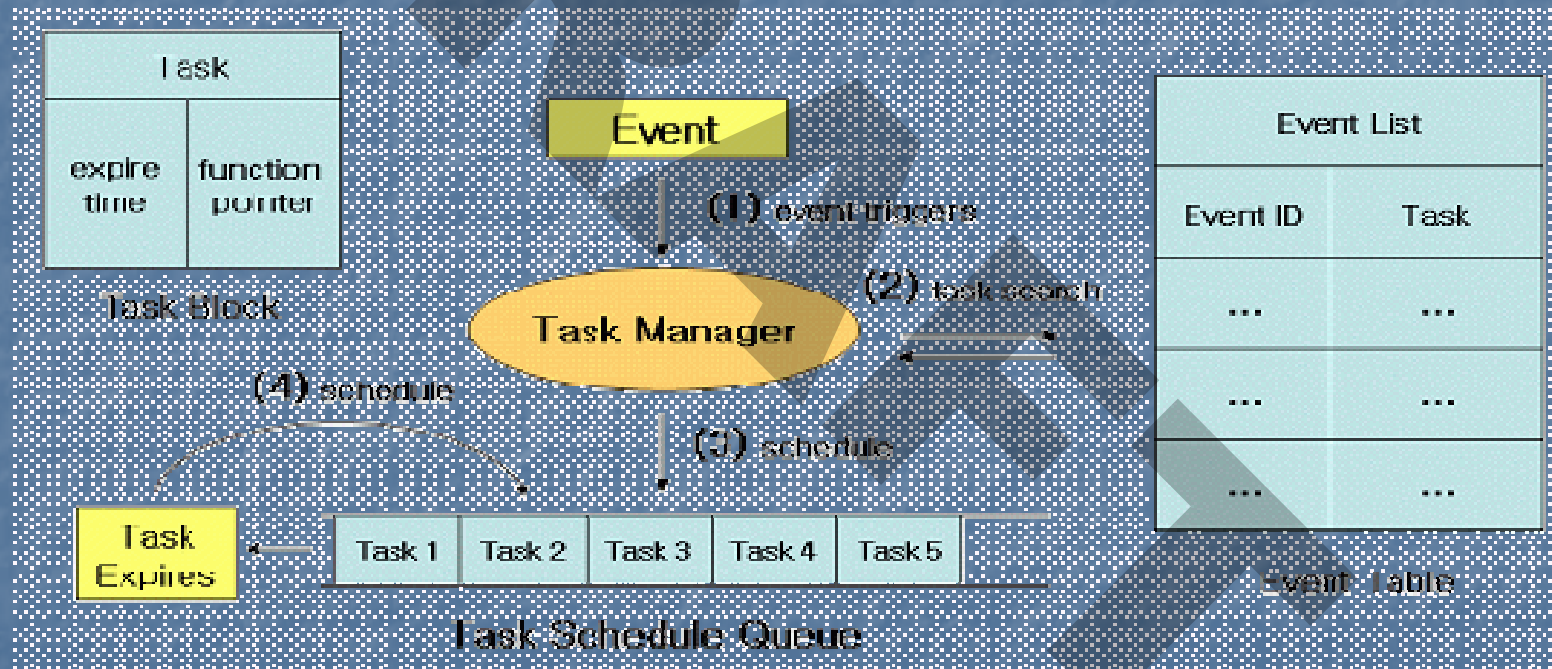 Task
expire time
function pointer
Task Block
Event
(1) event triggers
Task Manager
(2) task search
(3) schedule
(4) schedule
Task Expires
Task 1
Task 2
Task 3
Task 4
Task 5
Task Schedule Queue
Event List
Event ID
Task
...
...
...
...
...
...
Event Table